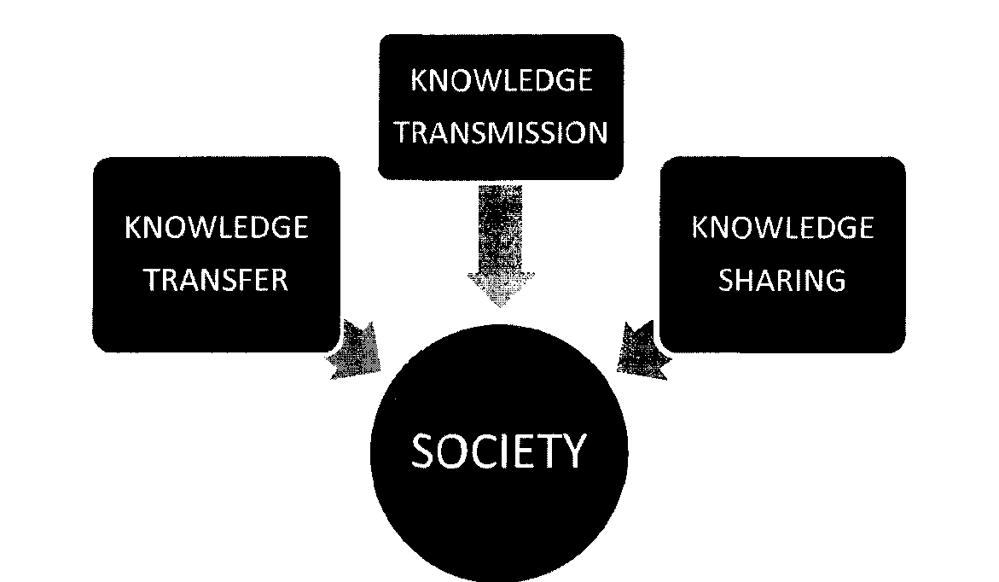 KNOWLEDGE
TRANSMISSION
KNOWLEDGE
TRANSFER
KNOWLEDGE
SHARING
SOCIETY